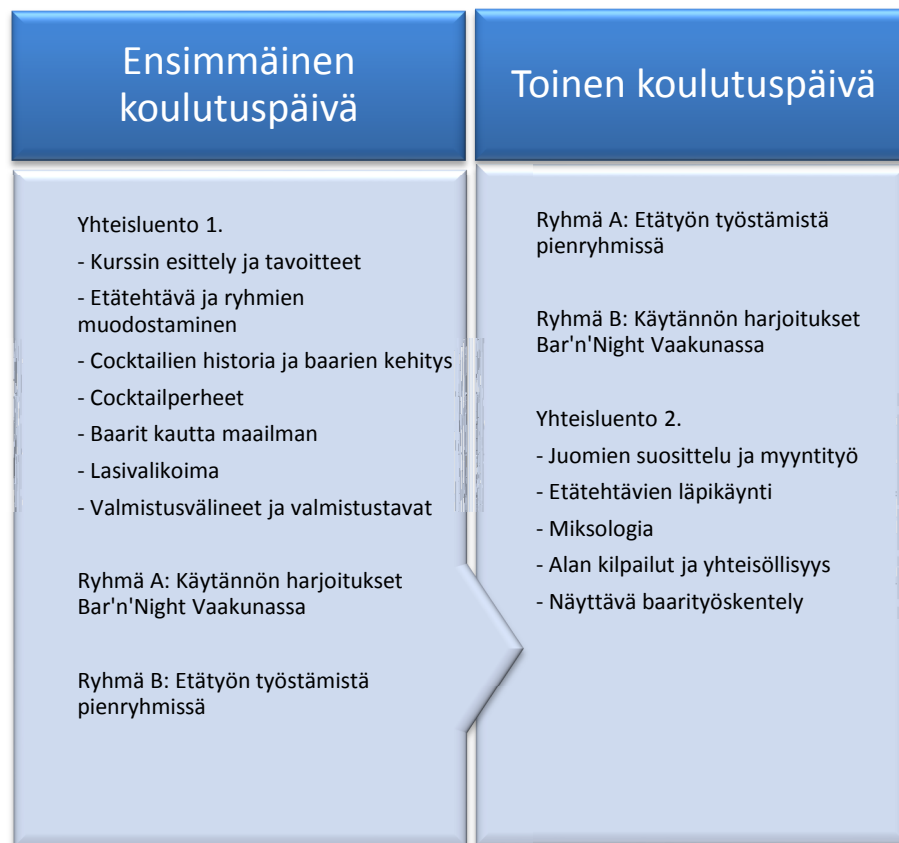 Ensimmäinen
koulutuspäivä
Yhteisluento 1.
- Kurssin esittely ja tavoitteet
- Etätehtävä ja ryhmien
muodostaminen
- Cocktailien historia ja baarien kehitys
- Cocktailperheet
- Baarit kautta maailman
- Lasivalikoima
- Valmistusvälineet ja valmistustavat
Ryhmä A: Käytännön harjoitukset
Bar'n'Night Vaakunassa
Ryhmä B: Etätyön työstämistä
pienryhmissä
Toinen koulutuspäivä
Ryhmä A: Etätyön työstämistä
pienryhmissä
Ryhmä B: Käytännön harjoitukset
Bar'n'Night Vaakunassa
Yhteisluento 2.
- Juomien suosittelu ja myyntityö
- Etätehtävien läpikäynti
- Miksologia
- Alan kilpailut ja yhteisöllisyys
- Näyttävä baarityöskentely